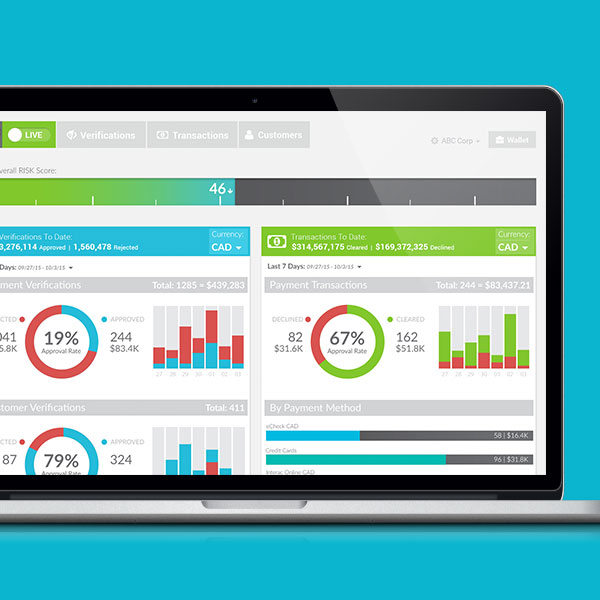 LIVE Verifications Transactions Customers ABC Corp Wallet
verall RISK Score:
46
Verifications To Date:
3,276,114 Approved | 1,560,478 Rejected
Currency:
CAD
Transactions To Date:
$314,567,175 Cleared | $169,372,325 Declined
Currency:
CAD
Days: 09/27/15 - 10/3/15
Last 7 Days: 09/27/15 - 10/3/15
ment Verifications Total: 1285 = $439,283
Payment Transactions Total: 244 = $83,437.21
CTED
041
5.8K
19%
Approval Rate
APPROVED
244
$83.4K
27 28 29 30 01 02 03
DECLINED
82
$31.6K
67%
Approval Rate
CLEARED
162
$51.8K
27 28 29 30 01 02 03
stomer Verifications Total: 411
By Payment Method
CTED
87
79%
Approval Rate
APPROVED
324
eCheck CAD
58 | $16.4K
Credit Cards
96 | $31.8K
Interac Online CAD